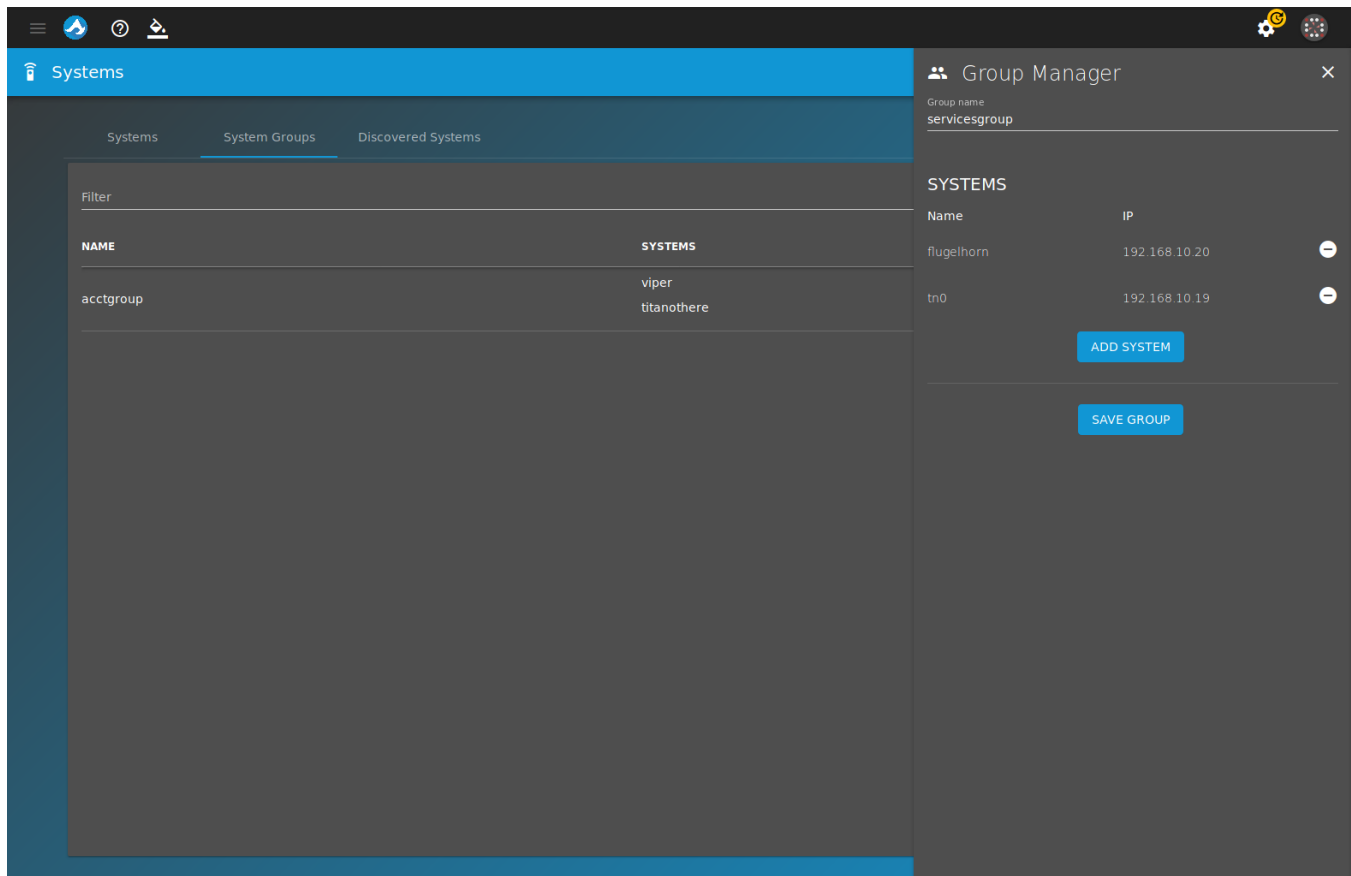 Systems
Systems System Groups Discovered Systems
Filter
NAME SYSTEMS
acctgroup
viper
titanothere
Group Manager
Group name
servicesgroup
SYSTEMS
Name IP
flugelhorn 192.168.10.20
tn0 192.168.10.19
ADD SYSTEM
SAVE GROUP